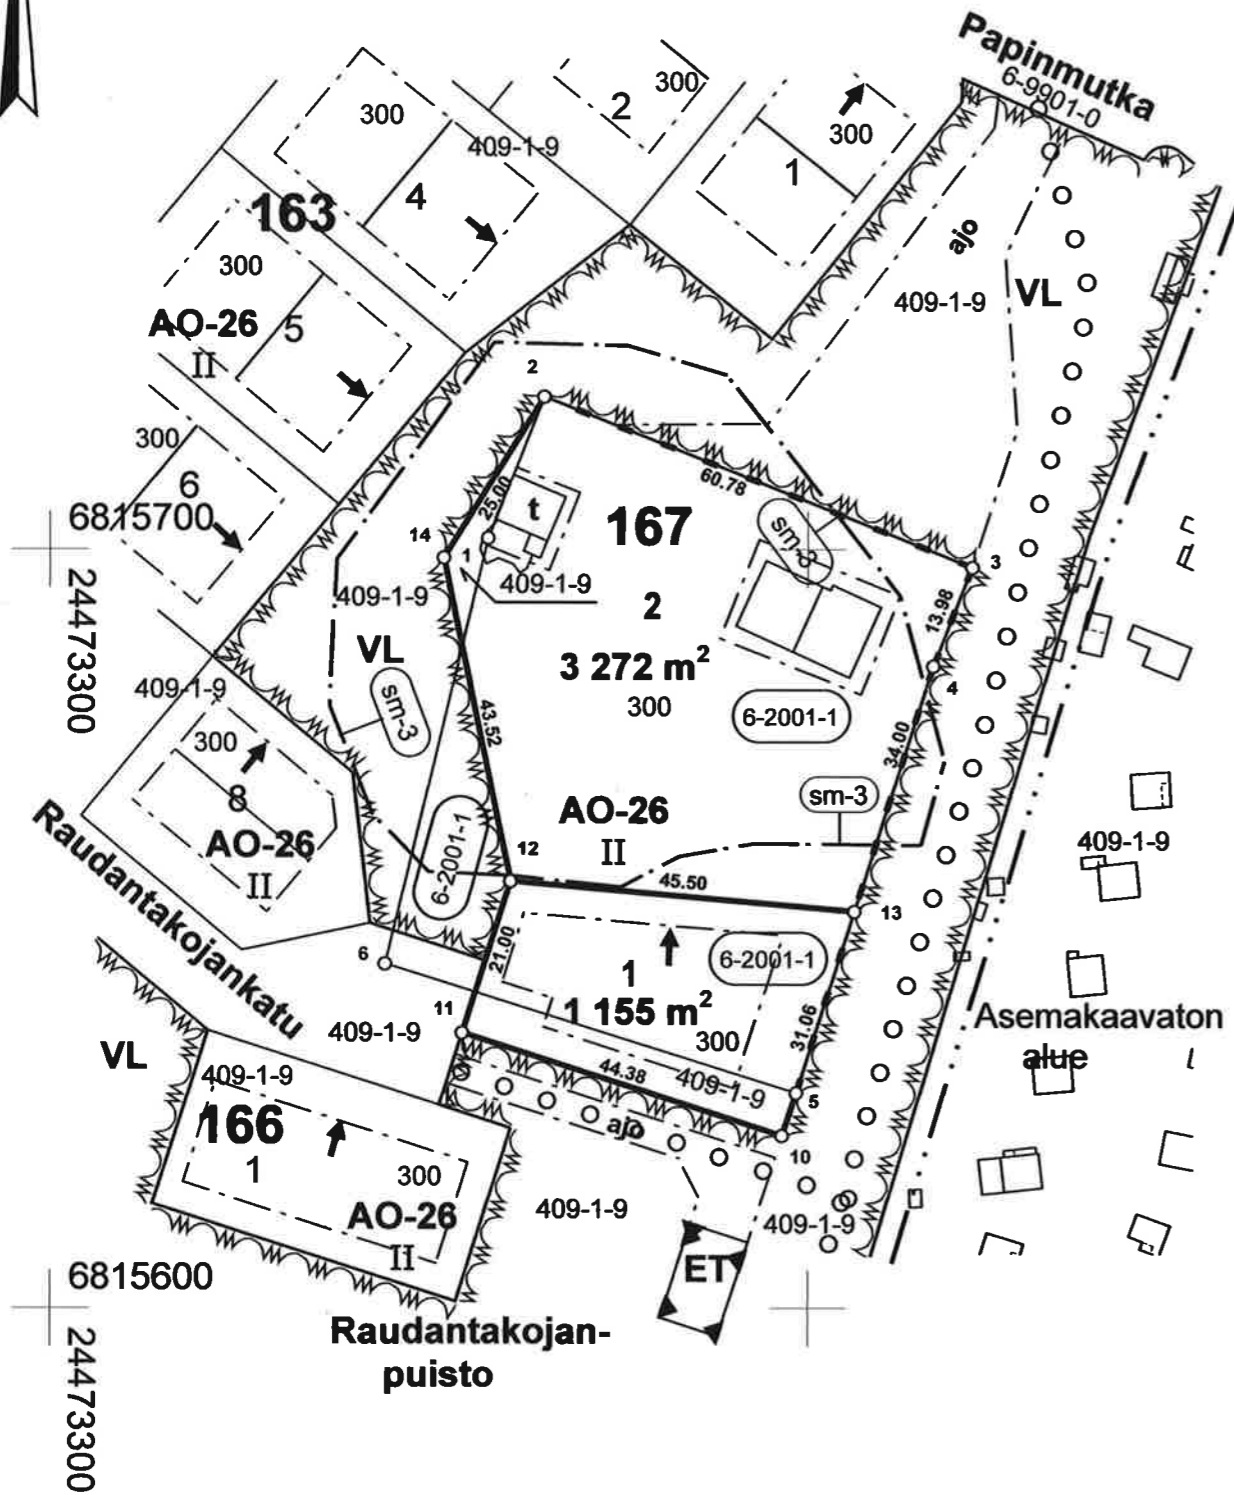 Papinmutka
6-9901-0
300
2
300
300
409-1-9
1
4
163
ajo
300
VL
409-1-9
AO-26
5
II
2
300
6
60.78
25.00
t
167
6815700
sm-3
14
1
3
409-1-9
409-1-9
2
13.98
24473300
VL
3 272 m²
4
409-1-9
sm-3
300
6-2001-1
43.52
34.00
300
8
sm-3
AO-26
AO-26
II
II
409-1-9
Raudantakojankatu
6-2001-1
12
45.50
13
21.00
6
1
6-2001-1
11
1 155 m²
31.06
Asemakaavaton
alue
300
409-1-9
VL
409-1-9
44.38
409-1-9
5
166
ajo
10
1
300
409-1-9
409-1-9
AO-26
II
ET
6815600
24473300
Raudantakojan-
puisto